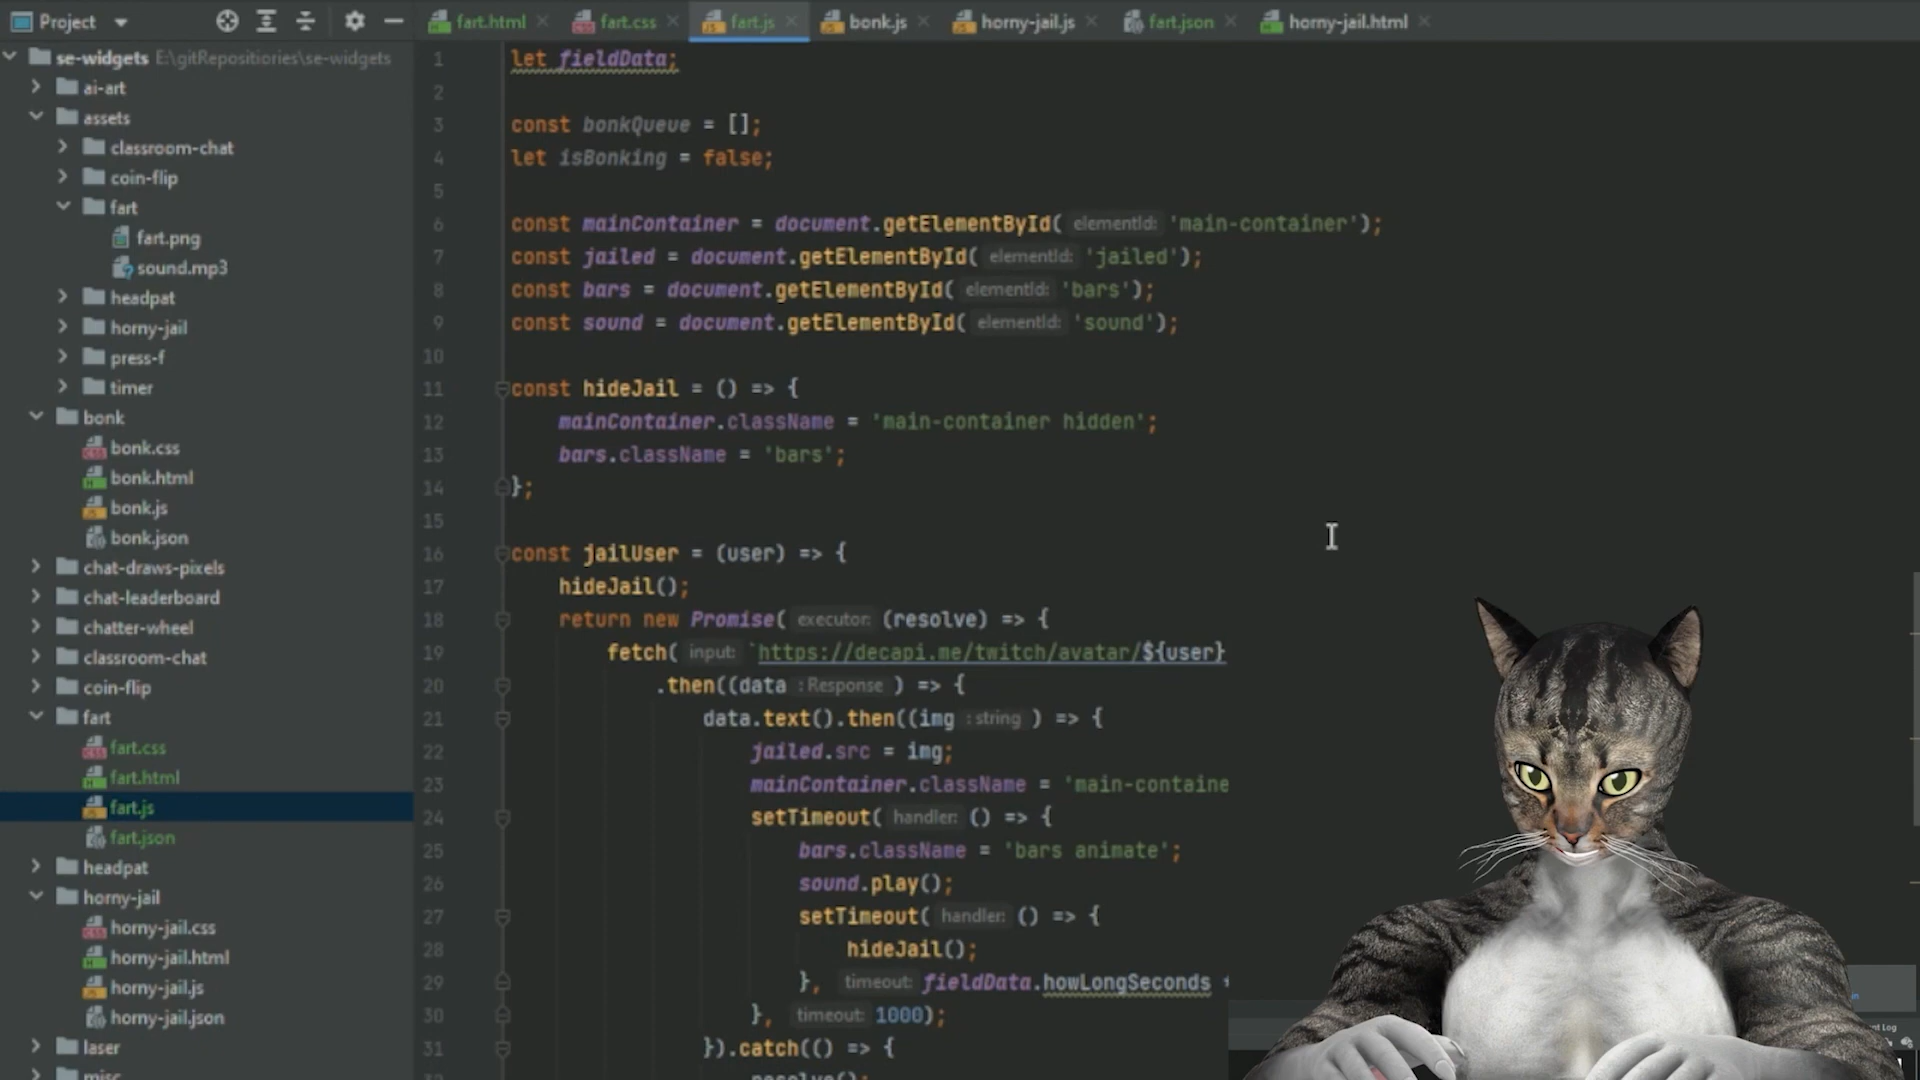 Project
fart.html
fart.css
fart.js
bonk.js
horny-jail.js
fart.json
horny-jail.html
se-widgets E:\gitRepositiories\se-widgets
ai-art
assets
classroom-chat
coin-flip
fart
fart.png
sound.mp3
headpat
horny-jail
press-f
timer
bonk
bonk.css
bonk.html
bonk.js
bonk.json
chat-draws-pixels
chat-leaderboard
chatter-wheel
classroom-chat
coin-flip
fart
fart.css
fart.html
fart.js
fart.json
headpat
horny-jail
horny-jail.css
horny-jail.html
horny-jail.js
horny-jail.json
laser
misc
1 let fieldData;
2
3 const bonkQueue = [];
4 let isBonking = false;
5
6 const mainContainer = document.getElementById( elementId: 'main-container');
7 const jailed = document.getElementById( elementId: 'jailed');
8 const bars = document.getElementById( elementId: 'bars');
9 const sound = document.getElementById( elementId: 'sound');
10
11 const hideJail = () => {
12 mainContainer.className = 'main-container hidden';
13 bars.className = 'bars';
14 };
15
16 const jailUser = (user) => {
17 hideJail();
18 return new Promise( executor: (resolve) => {
19 fetch( input: `https://decapi.me/twitch/avatar/${user}
20 .then((data : Response ) => {
21 data.text().then((img : string ) => {
22 jailed.src = img;
23 mainContainer.className = 'main-containe
24 setTimeout( handler: () => {
25 bars.className = 'bars animate';
26 sound.play();
27 setTimeout( handler: () => {
28 hideJail();
29 }, timeout: fieldData.howLongSeconds *
30 }, timeout: 1000);
31 }).catch(() => {
resolve();